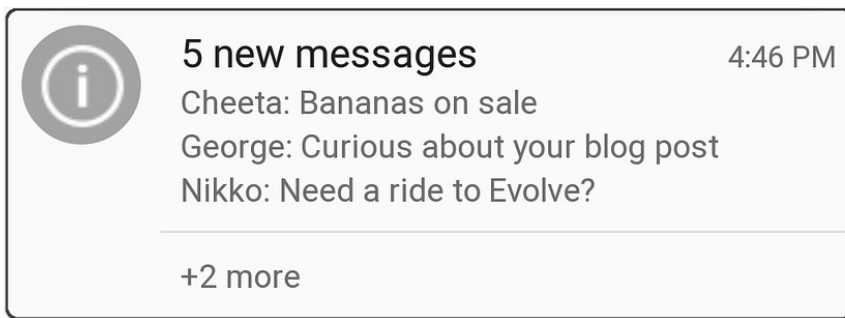 5 new messages 4:46 PM
Cheeta: Bananas on sale
George: Curious about your blog post
Nikko: Need a ride to Evolve?
+2 more